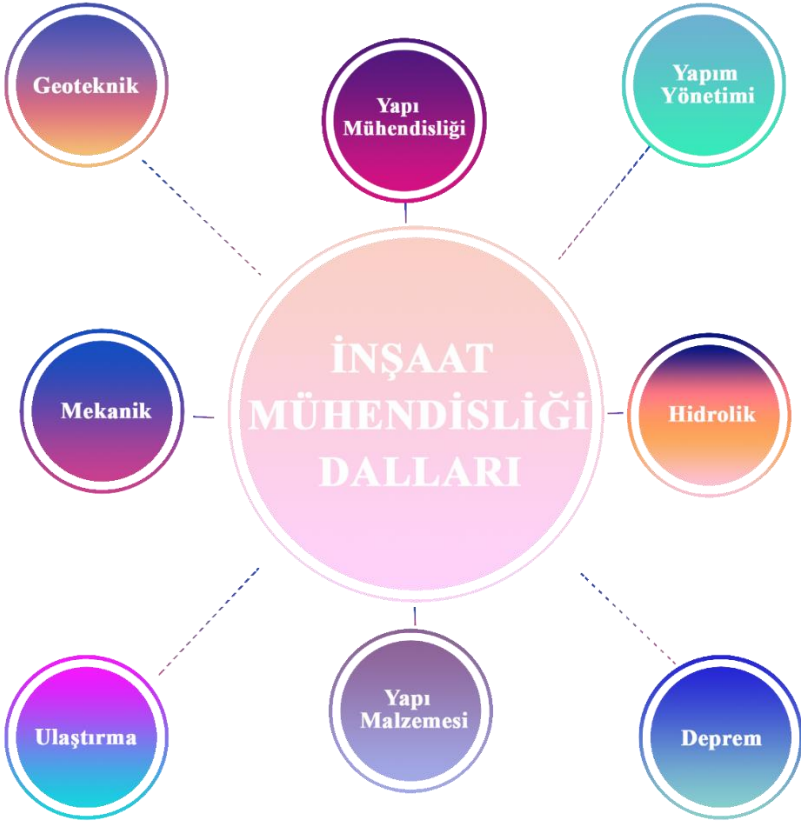 Geoteknik
Yapı
Mühendisliği
Yapım
Yönetimi
İNŞAAT
MÜHENDİSLİĞİ
DALLARI
Mekanik
Hidrolik
Ulaştırma
Yapı
Malzemesi
Deprem